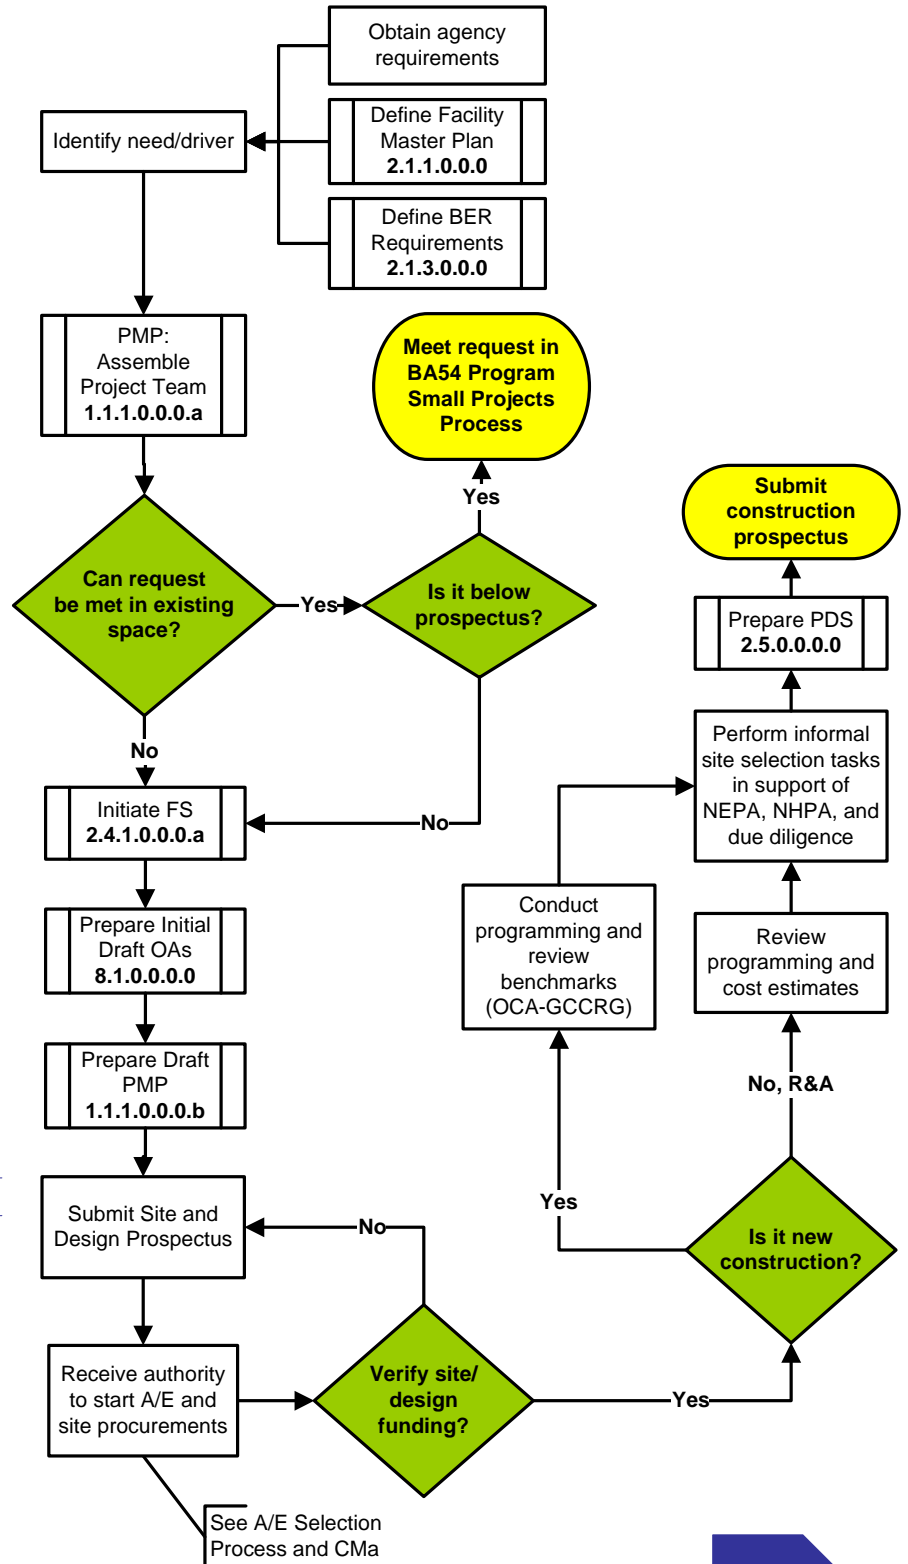 Obtain agency
requirements
Identify need/driver
Define Facility
Master Plan
2.1.1.0.0.0
Define BER
Requirements
2.1.3.0.0.0
PMP:
Assemble
Project Team
1.1.1.0.0.0.a
Meet request in
BA54 Program
Small Projects
Process
Yes
Can request
be met in existing
space?
Yes
Is it below
prospectus?
No
No
Initiate FS
2.4.1.0.0.0.a
Prepare Initial
Draft OAs
8.1.0.0.0.0
Prepare Draft
PMP
1.1.1.0.0.0.b
Submit Site and
Design Prospectus
No
Receive authority
to start A/E and
site procurements
See A/E Selection
Process and CMa
Verify site/
design
funding?
Yes
Is it new
construction?
Yes
No, R&A
Conduct
programming and
review
benchmarks
(OCA-GCCRG)
Review
programming and
cost estimates
Perform informal
site selection tasks
in support of
NEPA, NHPA, and
due diligence
Prepare PDS
2.5.0.0.0.0
Submit
construction
prospectus